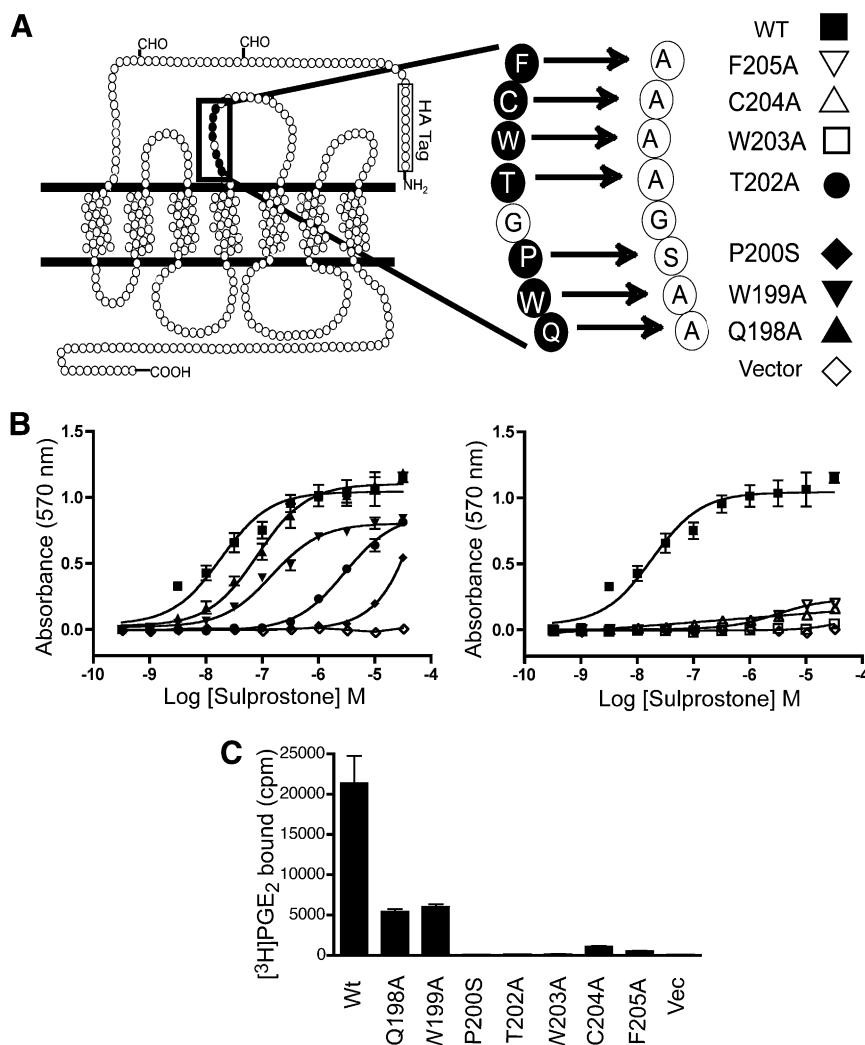 A
CHO
CHO
HA Tag
NH2
COOH
F
A
C
A
W
A
T
A
G
G
P
S
W
A
Q
A
WT
F205A
C204A
W203A
T202A
P200S
W199A
Q198A
Vector
B
Absorbance (570 nm)
1.5
1.0
0.5
0.0
-10
-9
-8
-7
-6
-5
-4
Log [Sulprostone] M
Absorbance (570 nm)
1.5
1.0
0.5
0.0
-10
-9
-8
-7
-6
-5
-4
Log [Sulprostone] M
C
[³H]PGE₂ bound (cpm)
25000
20000
15000
10000
5000
0
Wt
Q198A
W199A
P200S
T202A
W203A
C204A
F205A
Vec